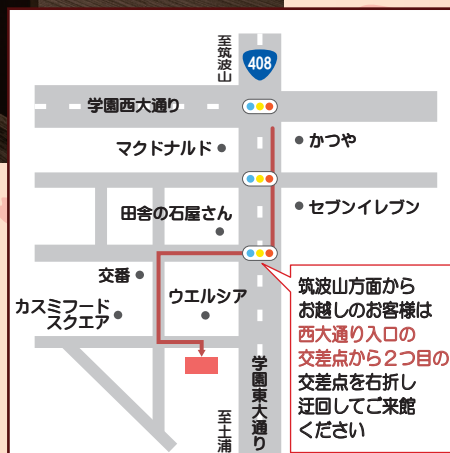 至筑波山
408
学園西大通り
マクドナルド
かつや
田舎の石屋さん
セブンイレブン
交番
ウエルシア
カスミフード
スクエア
学園東大通り
至土浦
筑波山方面から
お越しのお客様は
西大通り入口の
交差点から2つ目の
交差点を右折し
迂回してご来館
ください